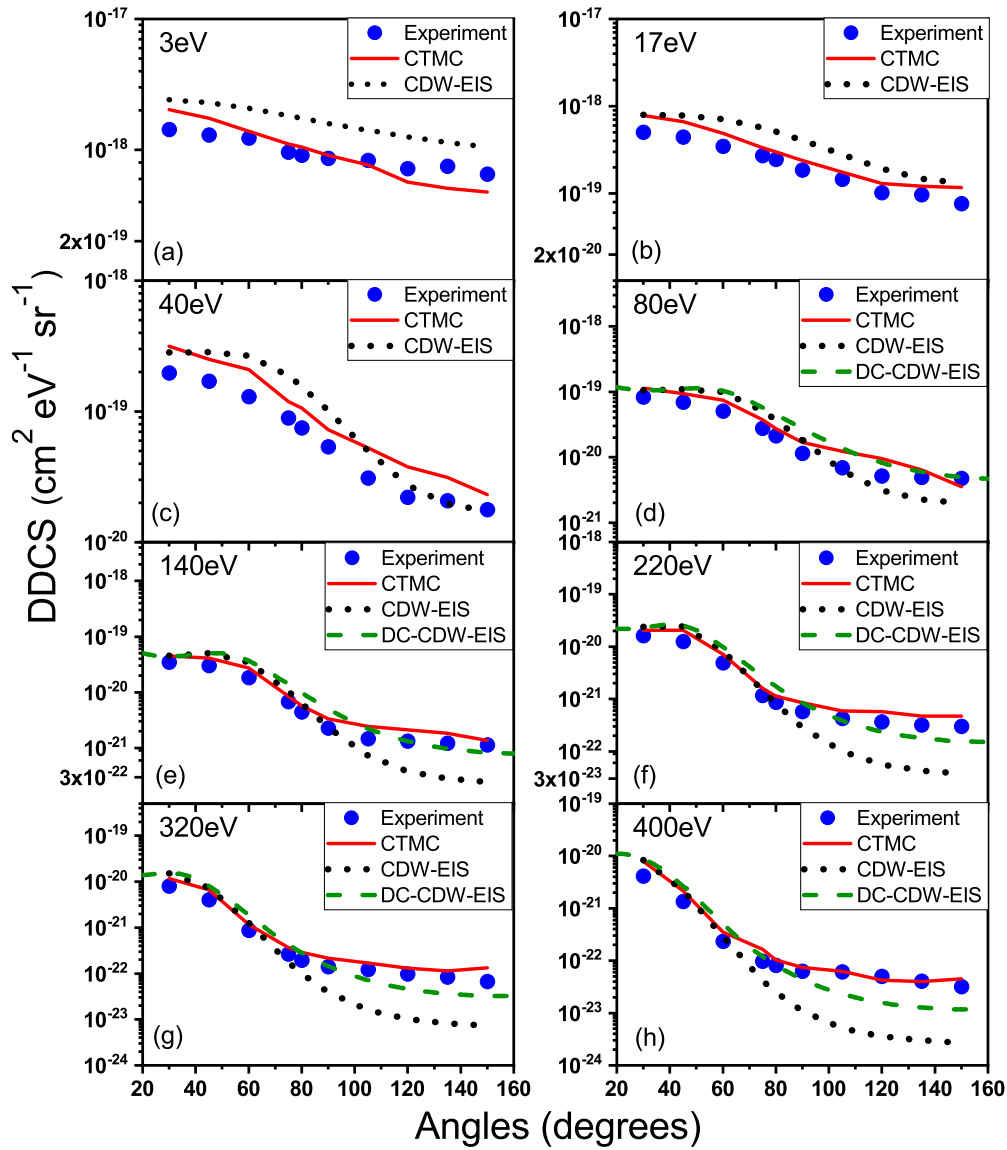 DDCS (cm² eV⁻¹ sr⁻¹)
3eV
Experiment
CTMC
CDW-EIS
(a)
10⁻¹⁷
10⁻¹⁸
2x10⁻¹⁹
10⁻¹⁸
17eV
Experiment
CTMC
CDW-EIS
(b)
10⁻¹⁷
10⁻¹⁸
10⁻¹⁹
2x10⁻²⁰
40eV
Experiment
CTMC
CDW-EIS
(c)
10⁻¹⁹
10⁻²⁰
80eV
Experiment
CTMC
CDW-EIS
DC-CDW-EIS
(d)
10⁻¹⁸
10⁻¹⁹
10⁻²⁰
10⁻²¹
10⁻¹⁸
140eV
Experiment
CTMC
CDW-EIS
DC-CDW-EIS
(e)
10⁻¹⁸
10⁻¹⁹
10⁻²⁰
10⁻²¹
3x10⁻²²
220eV
Experiment
CTMC
CDW-EIS
DC-CDW-EIS
(f)
10⁻¹⁹
10⁻²⁰
10⁻²¹
10⁻²²
3x10⁻²³
10⁻¹⁹
320eV
Experiment
CTMC
CDW-EIS
DC-CDW-EIS
(g)
10⁻¹⁹
10⁻²⁰
10⁻²¹
10⁻²²
10⁻²³
10⁻²⁴
20 40 60 80 100 120 140 160
400eV
Experiment
CTMC
CDW-EIS
DC-CDW-EIS
(h)
10⁻²⁰
10⁻²¹
10⁻²²
10⁻²³
10⁻²⁴
20 40 60 80 100 120 140 160
Angles (degrees)